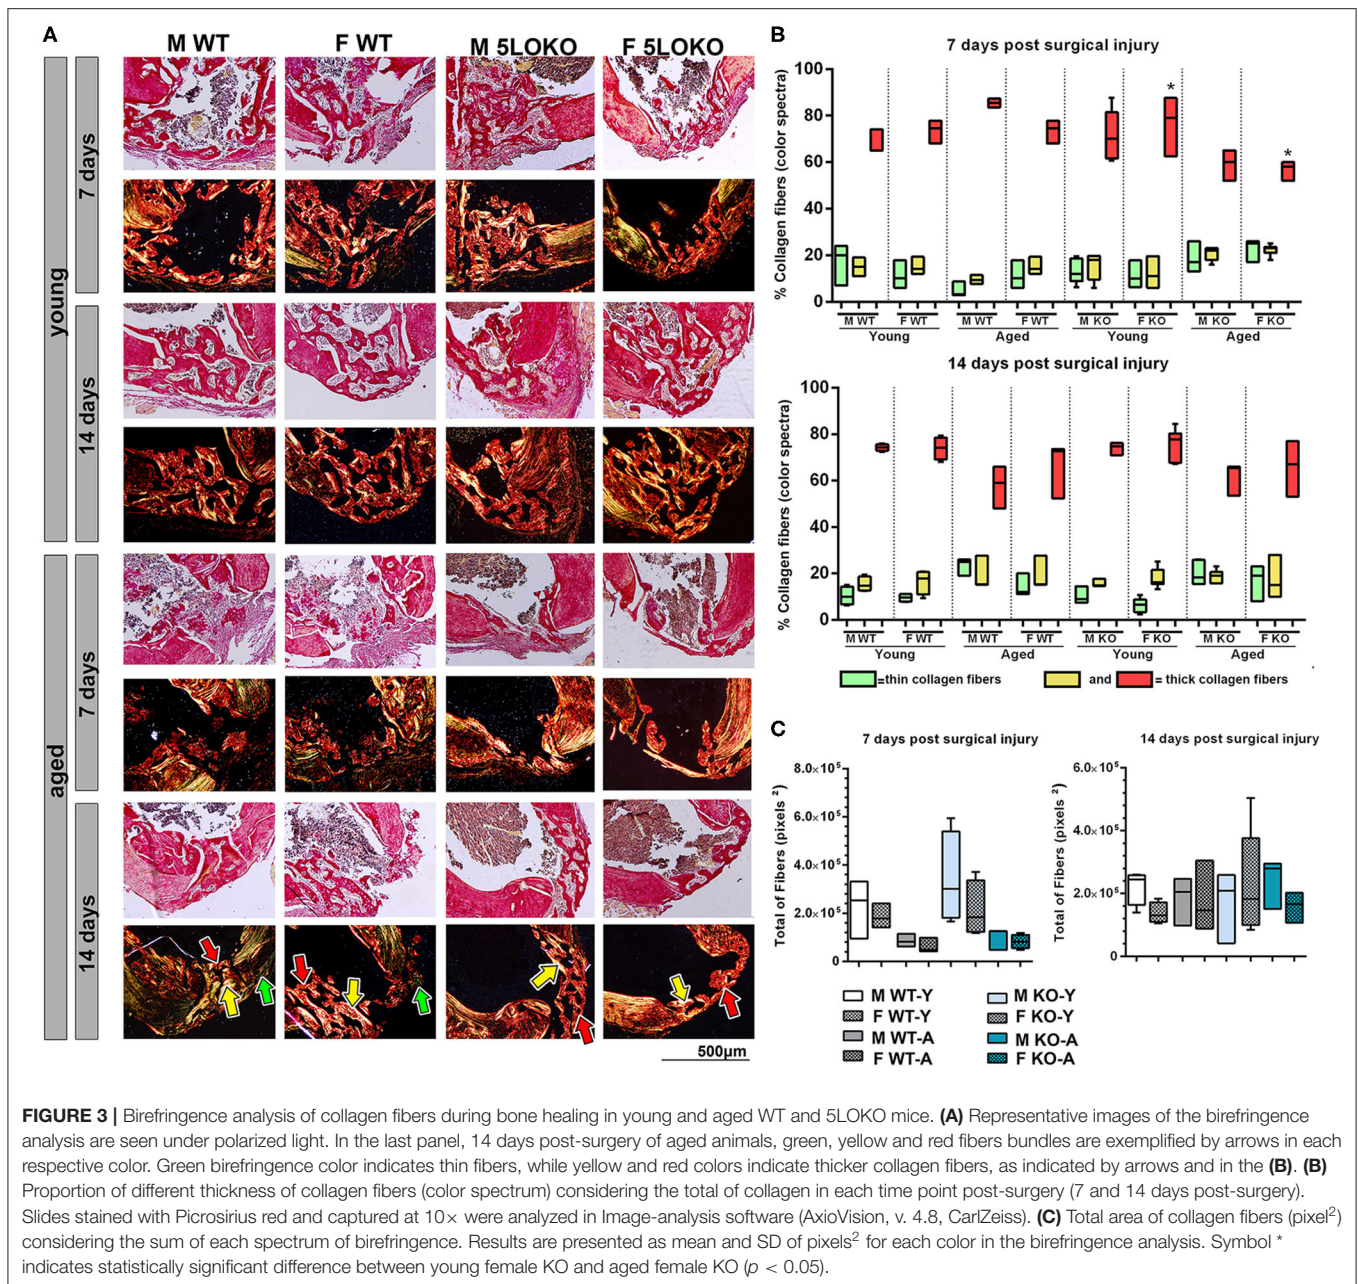 A
M WT
F WT
M 5LOKO
F 5LOKO
young
7 days
14 days
aged
7 days
14 days
500µm
B
7 days post surgical injury
% Collagen fibers (color spectra)
100
80
60
40
20
0
M WT
F WT
M WT
F WT
M KO
F KO
M KO
F KO
Young
Aged
Young
Aged
*
*
14 days post surgical injury
% Collagen fibers (color spectra)
100
80
60
40
20
0
M WT
F WT
M WT
F WT
M KO
F KO
M KO
F KO
Young
Aged
Young
Aged
=thin collagen fibers
and
= thick collagen fibers
C
7 days post surgical injury
Total of Fibers (pixels ²)
8.0×10⁵
6.0×10⁵
4.0×10⁵
2.0×10⁵
0
14 days post surgical injury
Total of Fibers (pixels ²)
6.0×10⁵
4.0×10⁵
2.0×10⁵
0
M WT-Y
F WT-Y
M WT-A
F WT-A
M KO-Y
F KO-Y
M KO-A
F KO-A
FIGURE 3 | Birefringence analysis of collagen fibers during bone healing in young and aged WT and 5LOKO mice. (A) Representative images of the birefringence
analysis are seen under polarized light. In the last panel, 14 days post-surgery of aged animals, green, yellow and red fibers bundles are exemplified by arrows in each
respective color. Green birefringence color indicates thin fibers, while yellow and red colors indicate thicker collagen fibers, as indicated by arrows and in the (B). (B)
Proportion of different thickness of collagen fibers (color spectrum) considering the total of collagen in each time point post-surgery (7 and 14 days post-surgery).
Slides stained with Picrosirius red and captured at 10× were analyzed in Image-analysis software (AxioVision, v. 4.8, CarlZeiss). (C) Total area of collagen fibers (pixel²)
considering the sum of each spectrum of birefringence. Results are presented as mean and SD of pixels² for each color in the birefringence analysis. Symbol *
indicates statistically significant difference between young female KO and aged female KO (p < 0.05).